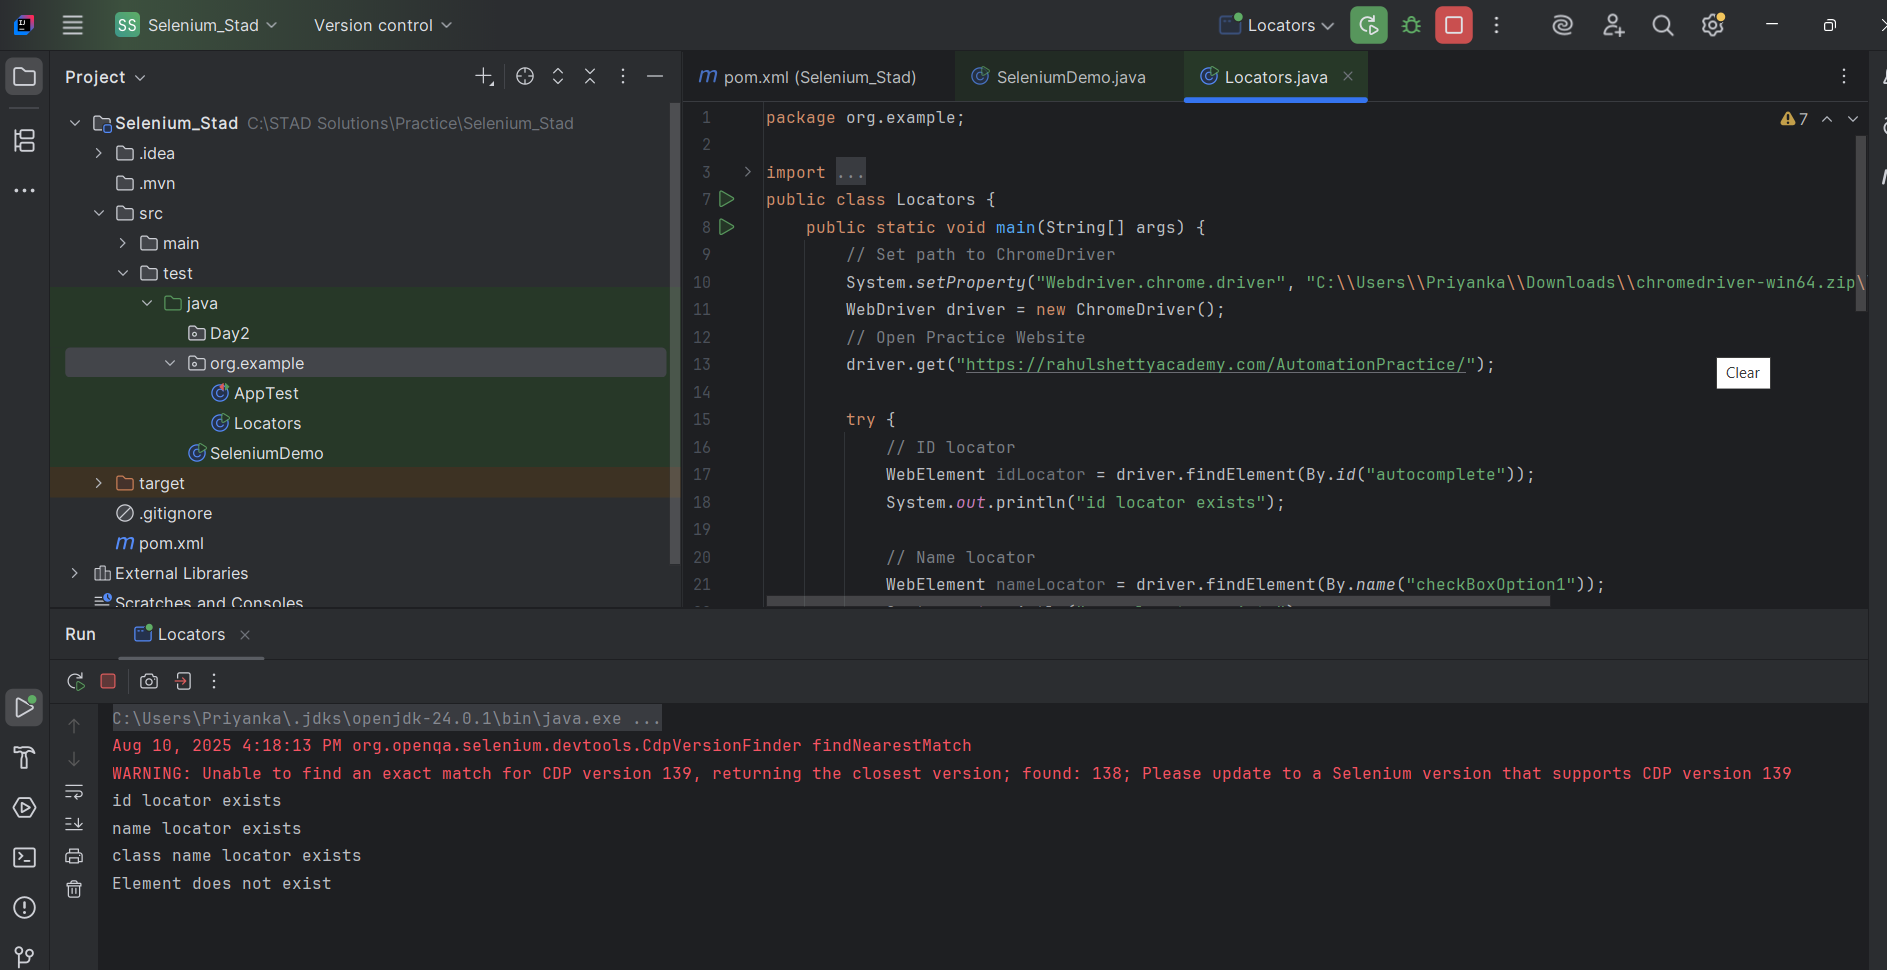 SS Selenium_Stad Version control Locators
Project
pom.xml (Selenium_Stad) SeleniumDemo.java Locators.java
Selenium_Stad C:\STAD Solutions\Practice\Selenium_Stad
.idea
.mvn
src
main
test
java
Day2
org.example
AppTest
Locators
SeleniumDemo
target
.gitignore
m pom.xml
External Libraries
Scratches and Consoles
7
1 package org.example;
2
3 import ...
7 public class Locators {
8 public static void main(String[] args) {
9 // Set path to ChromeDriver
10 System.setProperty("Webdriver.chrome.driver", "C:\\Users\\Priyanka\\Downloads\\chromedriver-win64.zip\
11 WebDriver driver = new ChromeDriver();
12 // Open Practice Website
13 driver.get("https://rahulshettyacademy.com/AutomationPractice/");
Clear
14
15 try {
16 // ID locator
17 WebElement idLocator = driver.findElement(By.id("autocomplete"));
18 System.out.println("id locator exists");
19
20 // Name locator
21 WebElement nameLocator = driver.findElement(By.name("checkBoxOption1"));
Run Locators
C:\Users\Priyanka\.jdks\openjdk-24.0.1\bin\java.exe ...
Aug 10, 2025 4:18:13 PM org.openqa.selenium.devtools.CdpVersionFinder findNearestMatch
WARNING: Unable to find an exact match for CDP version 139, returning the closest version; found: 138; Please update to a Selenium version that supports CDP version 139
id locator exists
name locator exists
class name locator exists
Element does not exist